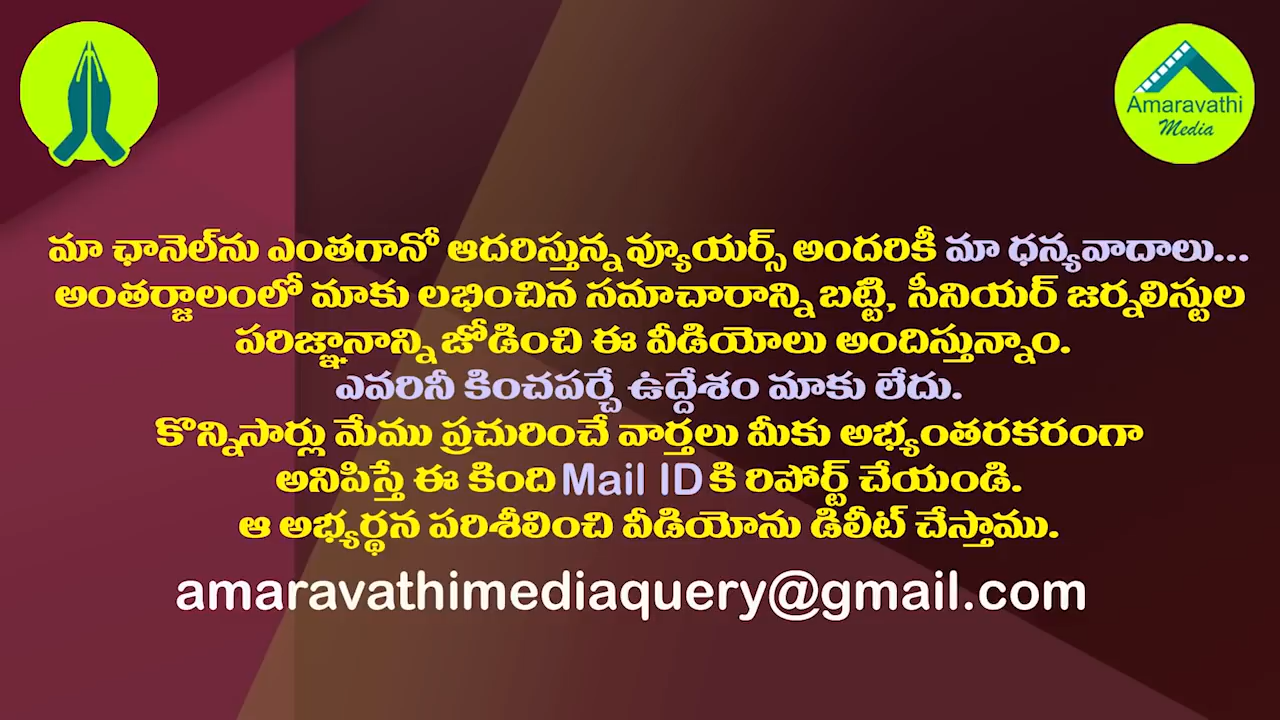 Amaravathi
Media
మా ఛానెల్‌ను ఎంతగానో ఆదరిస్తున్న వ్యూయర్స్ అందరికీ మా ధన్యవాదాలు...
అంతర్జాలంలో మాకు లభించిన సమాచారాన్ని బట్టి, సీనియర్ జర్నలిస్టుల
పరిజ్ఞానాన్ని జోడించి ఈ వీడియోలు అందిస్తున్నాం.
ఎవరినీ కించపర్చే ఉద్దేశం మాకు లేదు.
కొన్నిసార్లు మేము ప్రచురించే వార్తలు మీకు అభ్యంతరకరంగా
అనిపిస్తే ఈ కింది Mail ID కి రిపోర్ట్ చేయండి.
ఆ అభ్యర్థన పరిశీలించి వీడియోను డిలీట్ చేస్తాము.
amaravathimediaquery@gmail.com